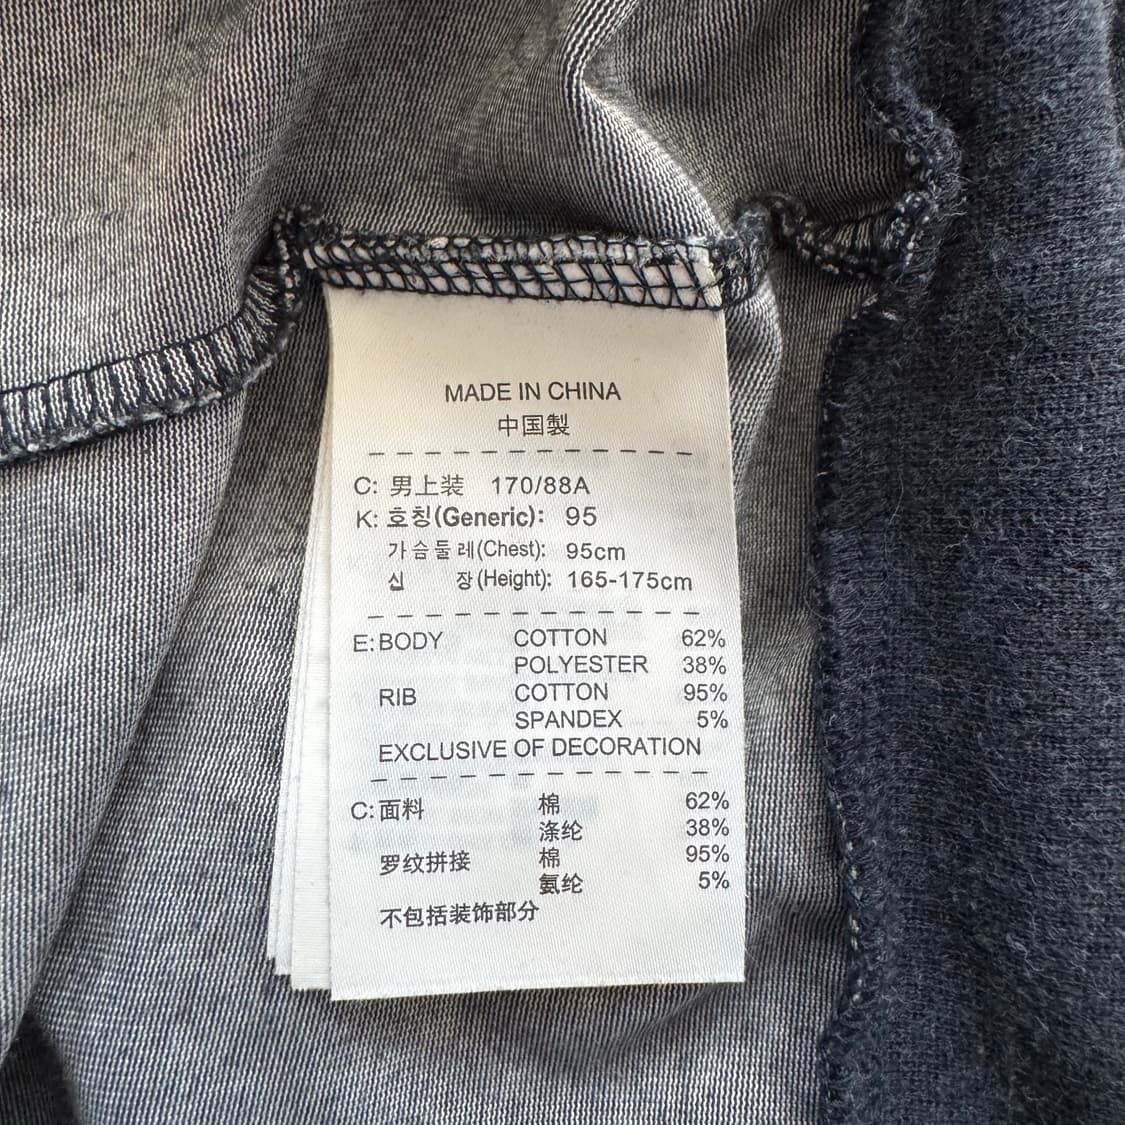 MADE IN CHINA
中国製
C: 男上装 170/88A
K: 호칭(Generic): 95
가슴둘레(Chest): 95cm
신 장(Height): 165-175cm
E: BODY COTTON 62%
POLYESTER 38%
RIB COTTON 95%
SPANDEX 5%
EXCLUSIVE OF DECORATION
C: 面料 棉 62%
涤纶 38%
罗纹拼接 棉 95%
氨纶 5%
不包括装饰部分